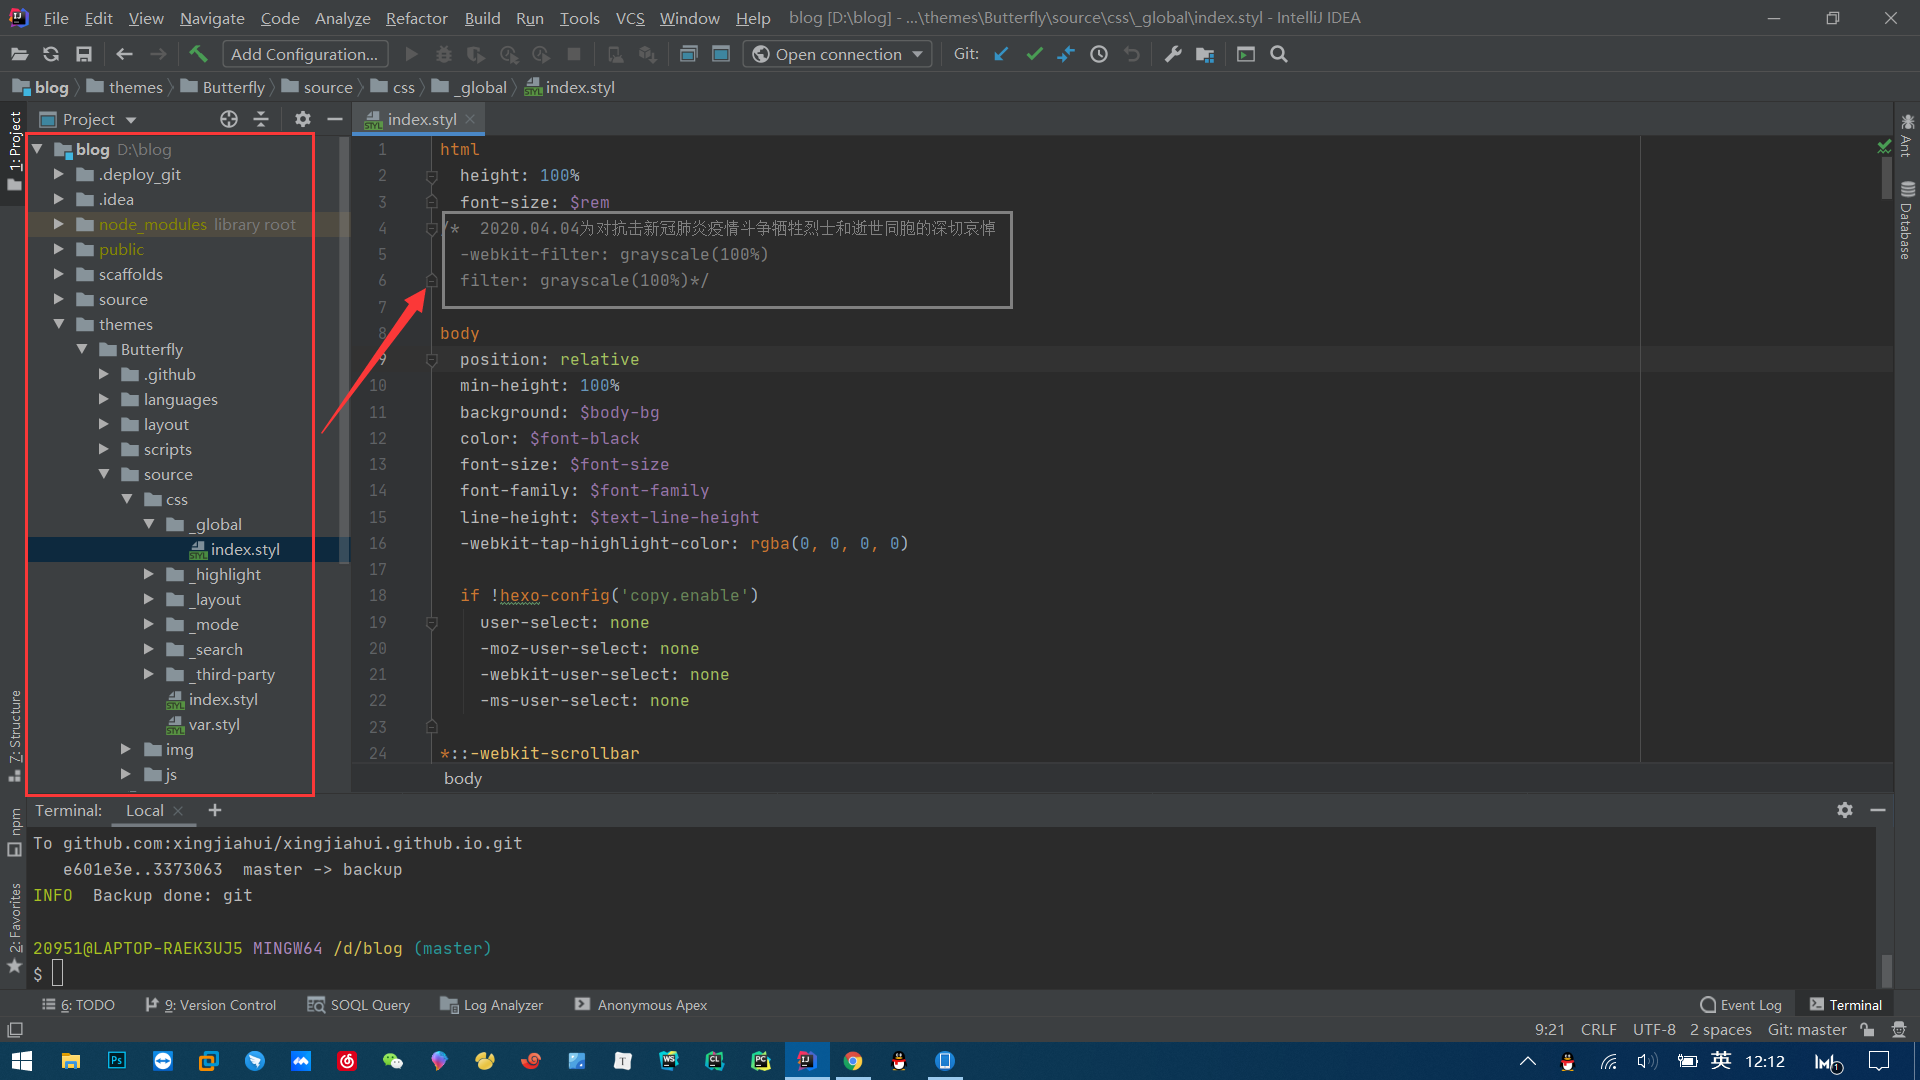 File Edit View Navigate Code Analyze Refactor Build Run Tools VCS Window Help blog [D:\blog] - ...\themes\Butterfly\source\css\_global\index.styl - IntelliJ IDEA
Add Configuration... Open connection Git:
blog themes Butterfly source css _global index.styl
Project
index.styl
1: Project
7: Structure
npm
2: Favorites
Ant
Database
blog D:\blog
.deploy_git
.idea
node_modules library root
public
scaffolds
source
themes
Butterfly
.github
languages
layout
scripts
source
css
_global
index.styl
_highlight
_layout
_mode
_search
_third-party
index.styl
var.styl
img
js
1 html
2 height: 100%
3 font-size: $rem
4 /* 2020.04.04为对抗击新冠肺炎疫情斗争牺牲烈士和逝世同胞的深切哀悼
5 -webkit-filter: grayscale(100%)
6 filter: grayscale(100%)*/
7
8 body
9 position: relative
10 min-height: 100%
11 background: $body-bg
12 color: $font-black
13 font-size: $font-size
14 font-family: $font-family
15 line-height: $text-line-height
16 -webkit-tap-highlight-color: rgba(0, 0, 0, 0)
17
18 if !hexo-config('copy.enable')
19 user-select: none
20 -moz-user-select: none
21 -webkit-user-select: none
22 -ms-user-select: none
23
24 *::-webkit-scrollbar
body
Terminal: Local
To github.com:xingjiahui/xingjiahui.github.io.git
e601e3e..3373063 master -> backup
INFO Backup done: git
20951@LAPTOP-RAEK3UJ5 MINGW64 /d/blog (master)
$
6: TODO 9: Version Control SOQL Query Log Analyzer Anonymous Apex Event Log Terminal
9:21 CRLF UTF-8 2 spaces Git: master
英 12:12